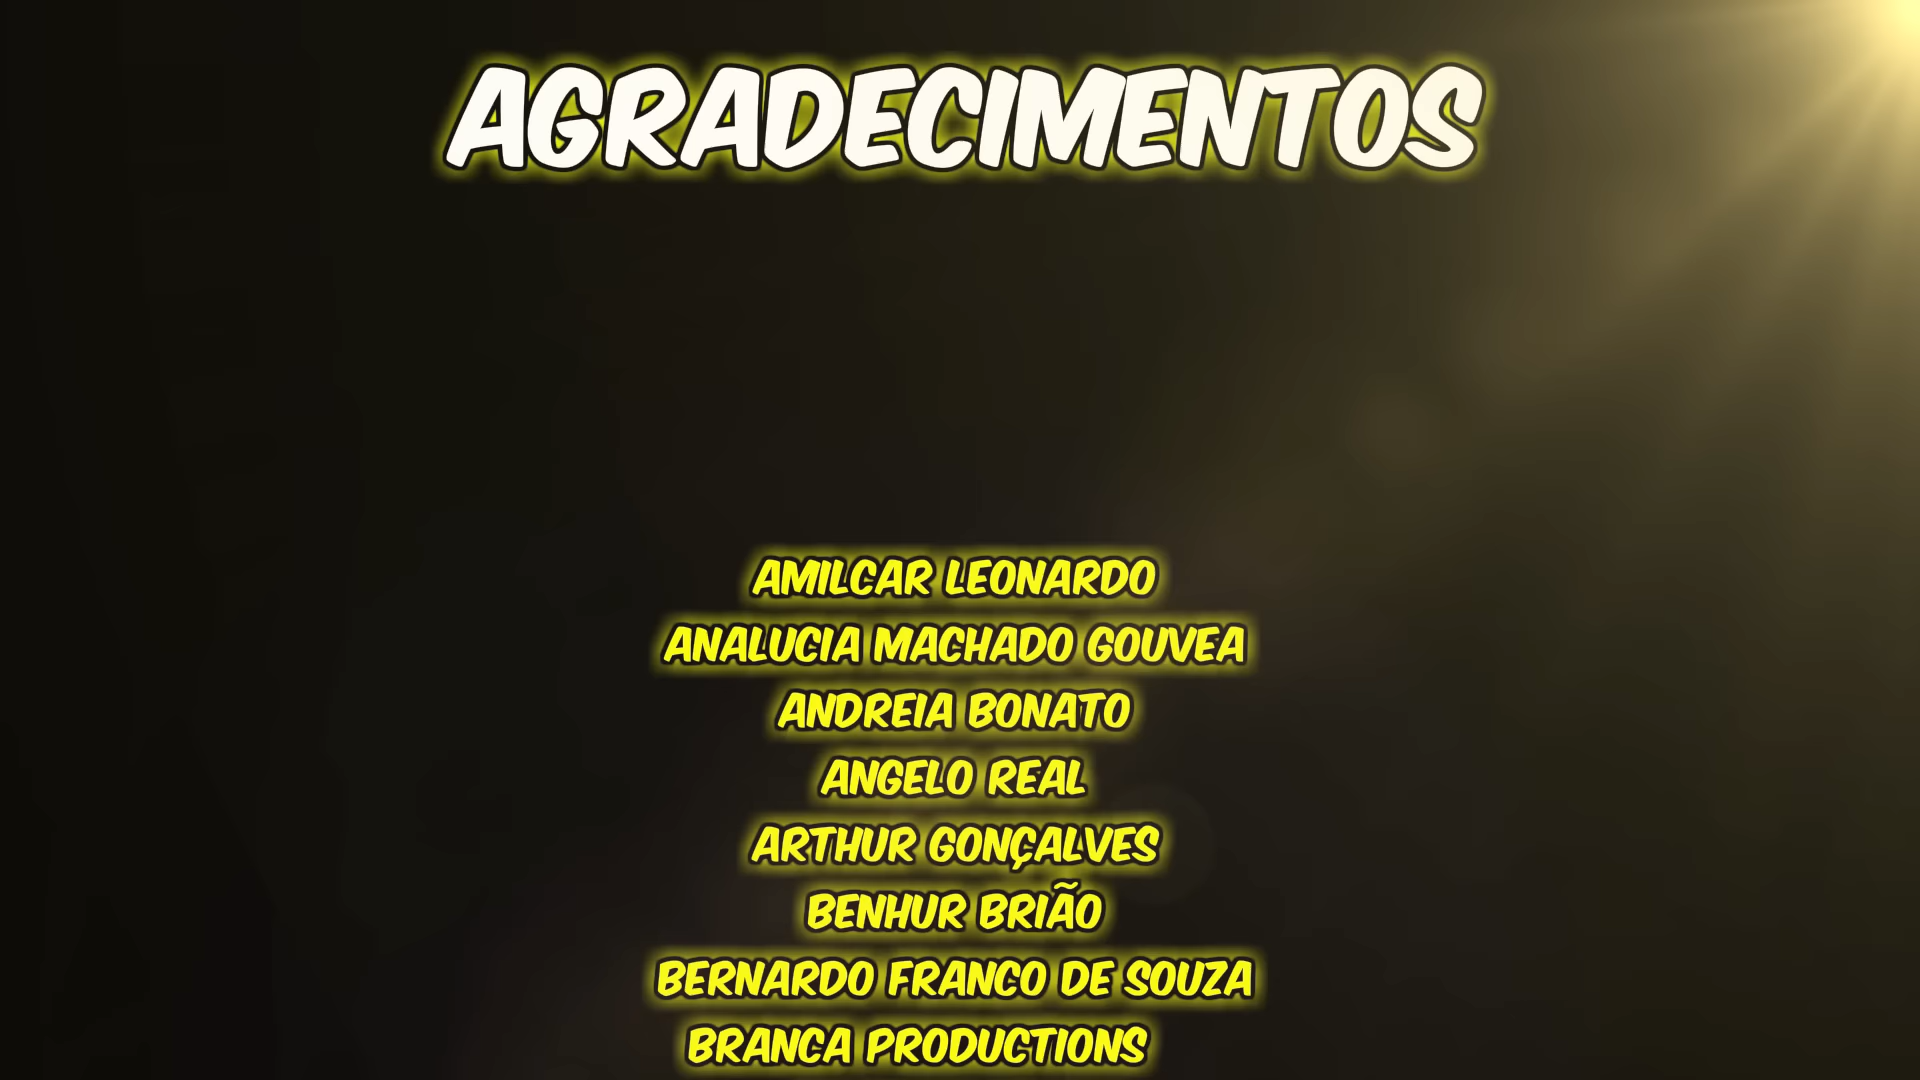 AGRADECIMENTOS
AMILCAR LEONARDO
ANALUCIA MACHADO GOUVEA
ANDREIA BONATO
ANGELO REAL
ARTHUR GONÇALVES
BENHUR BRIÃO
BERNARDO FRANCO DE SOUZA
BRANCA PRODUCTIONS